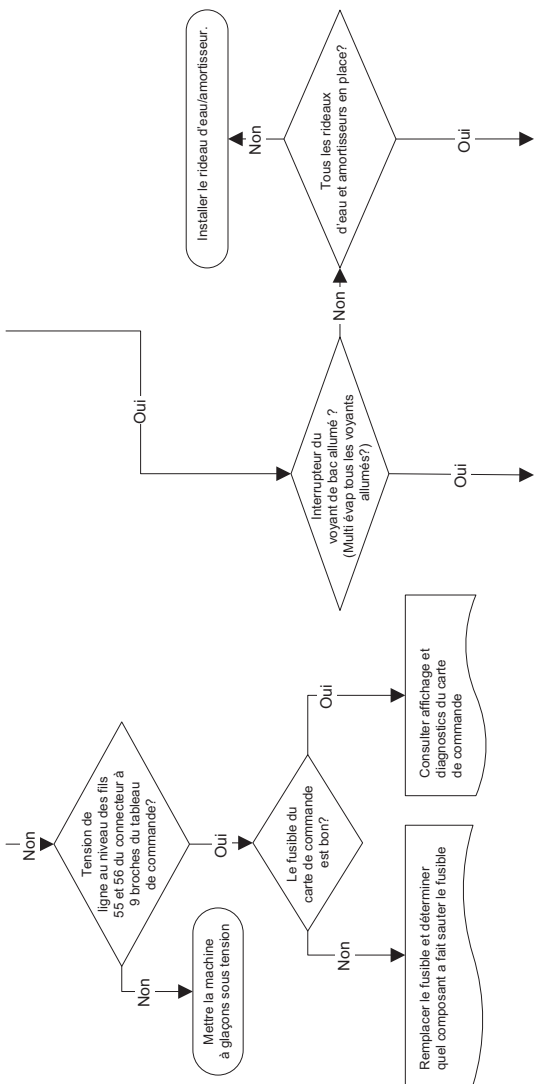 Non
Tension de
ligne au niveau des fils
55 et 56 du connecteur à
9 broches du tableau
de commande?
Non
Mettre la machine
à glaçons sous tension
Oui
Le fusible du
carte de commande
est bon?
Non
Remplacer le fusible et déterminer
quel composant a fait sauter le fusible
Oui
Consulter affichage et
diagnostics du carte
de commande
Oui
Interrupteur du
voyant de bac allumé ?
(Multi évap tous les voyants
allumés?)
Oui
Non
Tous les rideaux
d'eau et amortisseurs en place?
Non
Installer le rideau d'eau/amortisseur.
Oui